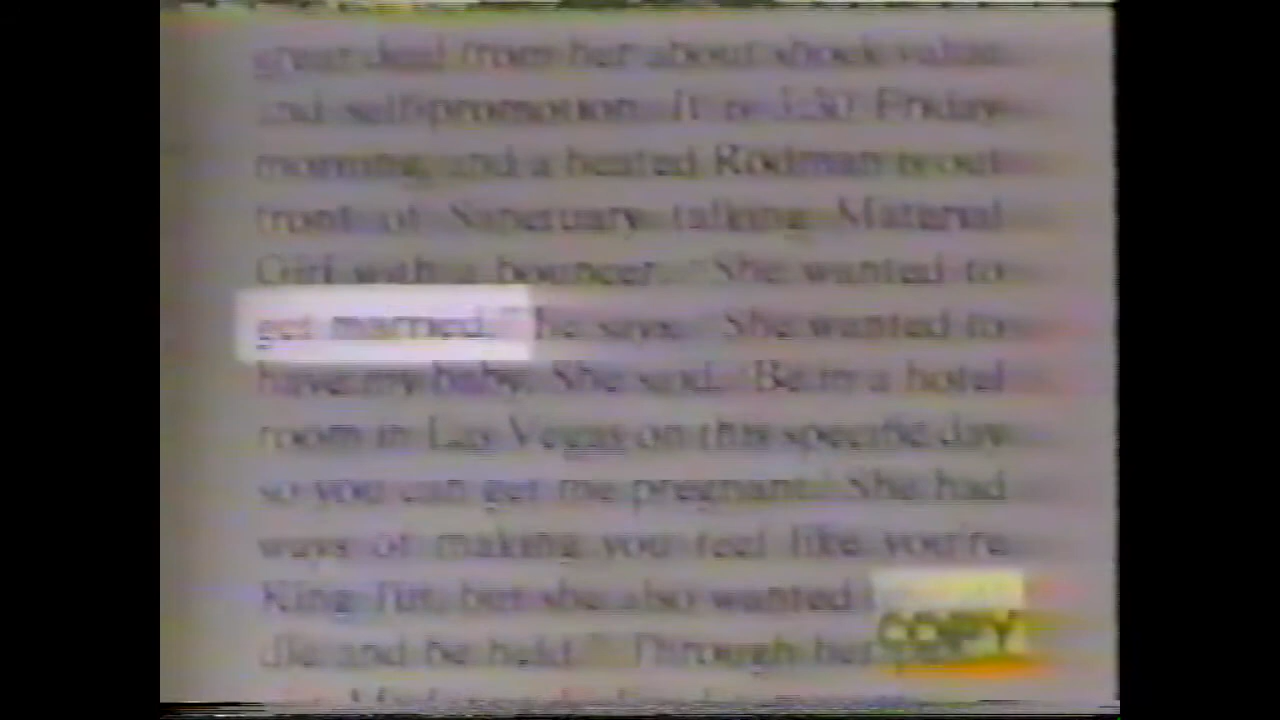 great deal from her about shock value
and self-promotion. It is 3:30 Friday
morning and a heated Rodman is out
front of Sanctuary talking Material
Girl with a bouncer. "She wanted to
get married," he says. "She wanted to
have my baby. She said, 'Be in a hotel
room in Las Vegas on this specific day
so you can get me pregnant.' She had
ways of making you feel like you're
King Tut, but she also wanted
die and be held." Through her
COPY